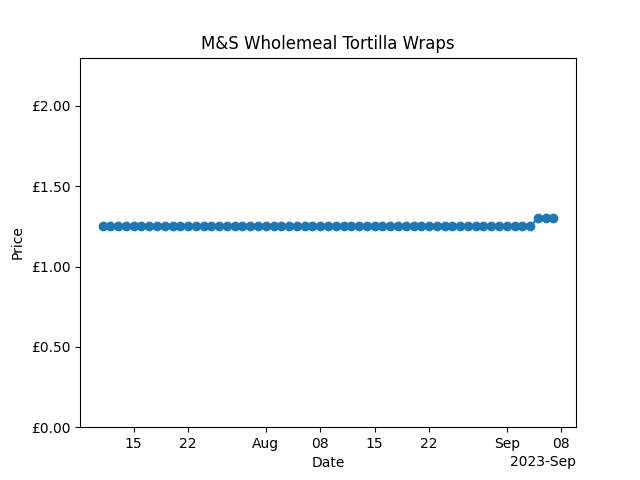 M&S Wholemeal Tortilla Wraps
£2.00
£1.50
£1.00
£0.50
£0.00
Price
15 22 Aug 08 15 22 Sep 08
Date
2023-Sep